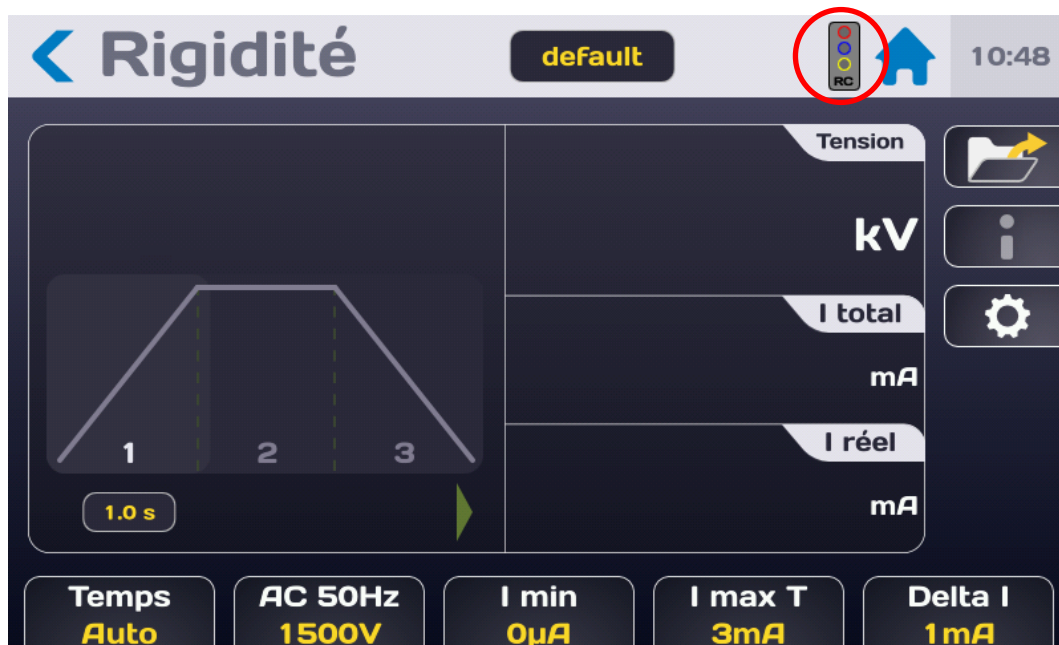 Rigidité
default
RC
10:48
Tension
kV
I total
mA
I réel
mA
1
2
3
1.0 s
Temps
Auto
AC 50Hz
1500V
I min
0µA
I max T
3mA
Delta I
1mA